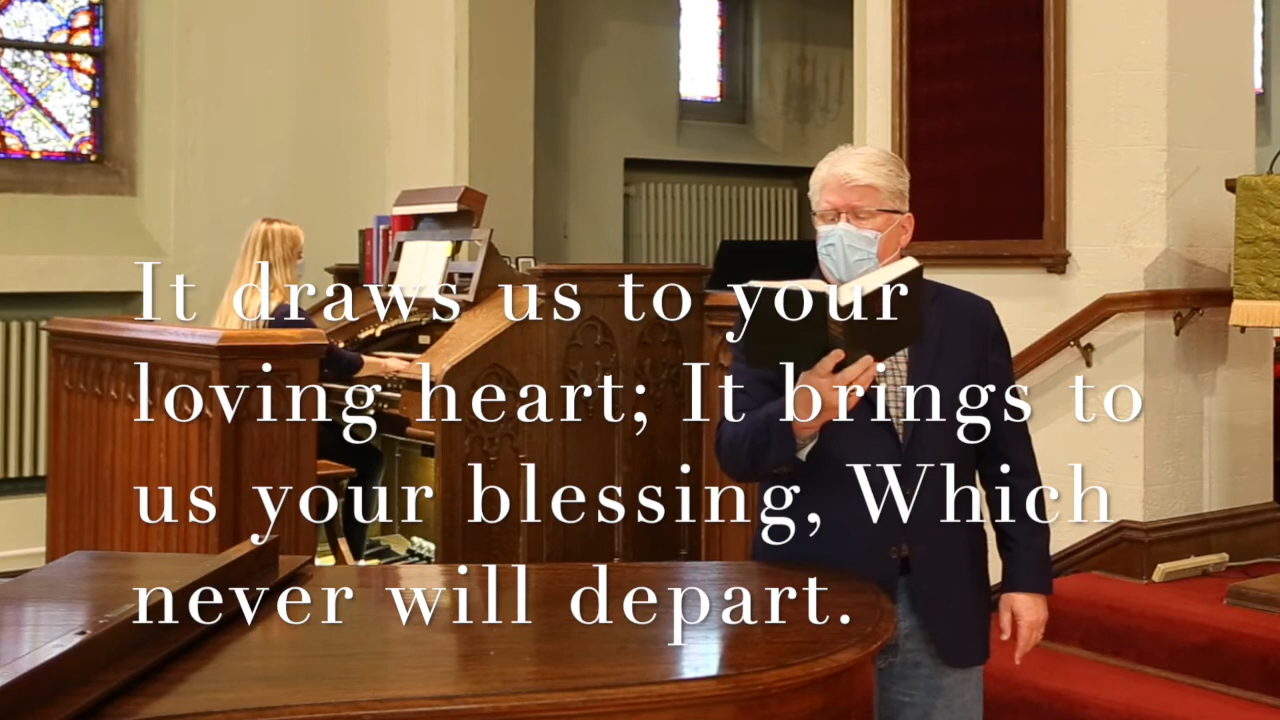 It draws us to your
loving heart; It brings to
us your blessing, Which
never will depart.